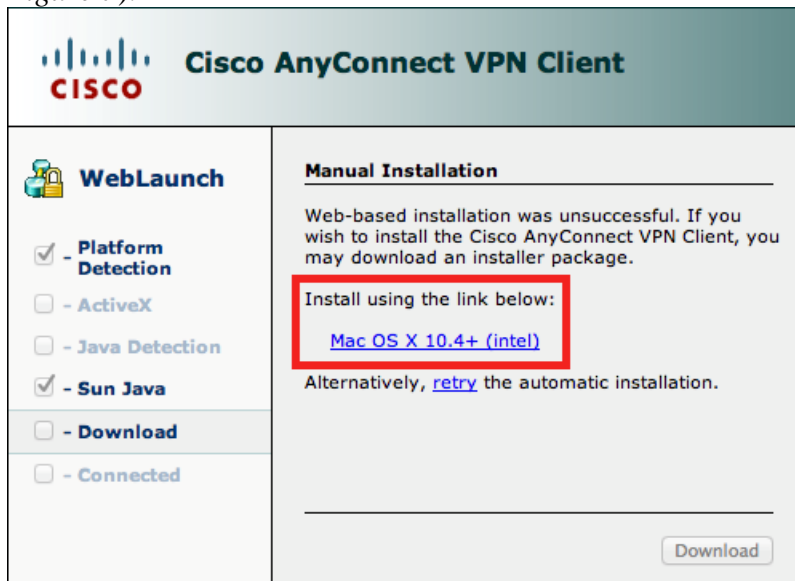 CISCO
Cisco AnyConnect VPN Client
WebLaunch
- Platform
Detection
- ActiveX
- Java Detection
- Sun Java
- Download
- Connected
Manual Installation
Web-based installation was unsuccessful. If you
wish to install the Cisco AnyConnect VPN Client, you
may download an installer package.
Install using the link below:
Mac OS X 10.4+ (intel)
Alternatively, retry the automatic installation.
Download